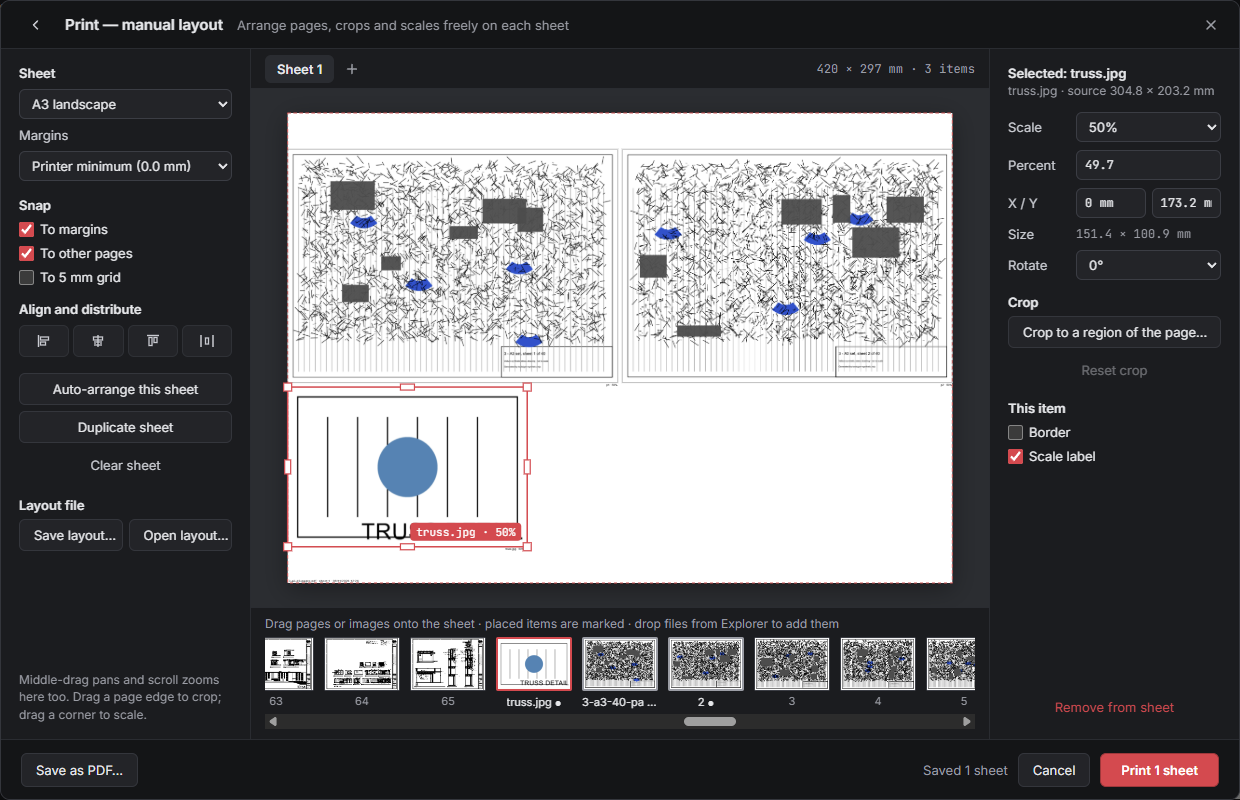 Print — manual layout
Arrange pages, crops and scales freely on each sheet
Sheet
A3 landscape
Margins
Printer minimum (0.0 mm)
Snap
To margins
To other pages
To 5 mm grid
Align and distribute
Auto-arrange this sheet
Duplicate sheet
Clear sheet
Layout file
Save layout...
Open layout...
Middle-drag pans and scroll zooms
here too. Drag a page edge to crop;
drag a corner to scale.
Sheet 1
420 × 297 mm · 3 items
TRU
truss.jpg · 50%
Drag pages or images onto the sheet · placed items are marked · drop files from Explorer to add them
TRUSS DETAIL
63
64
65
truss.jpg ●
3-a3-40-pa ...
2 ●
3
4
5
Selected: truss.jpg
truss.jpg · source 304.8 × 203.2 mm
Scale
50%
Percent
49.7
X / Y
0 mm
173.2 m
Size
151.4 × 100.9 mm
Rotate
0°
Crop
Crop to a region of the page...
Reset crop
This item
Border
Scale label
Remove from sheet
Save as PDF...
Saved 1 sheet
Cancel
Print 1 sheet